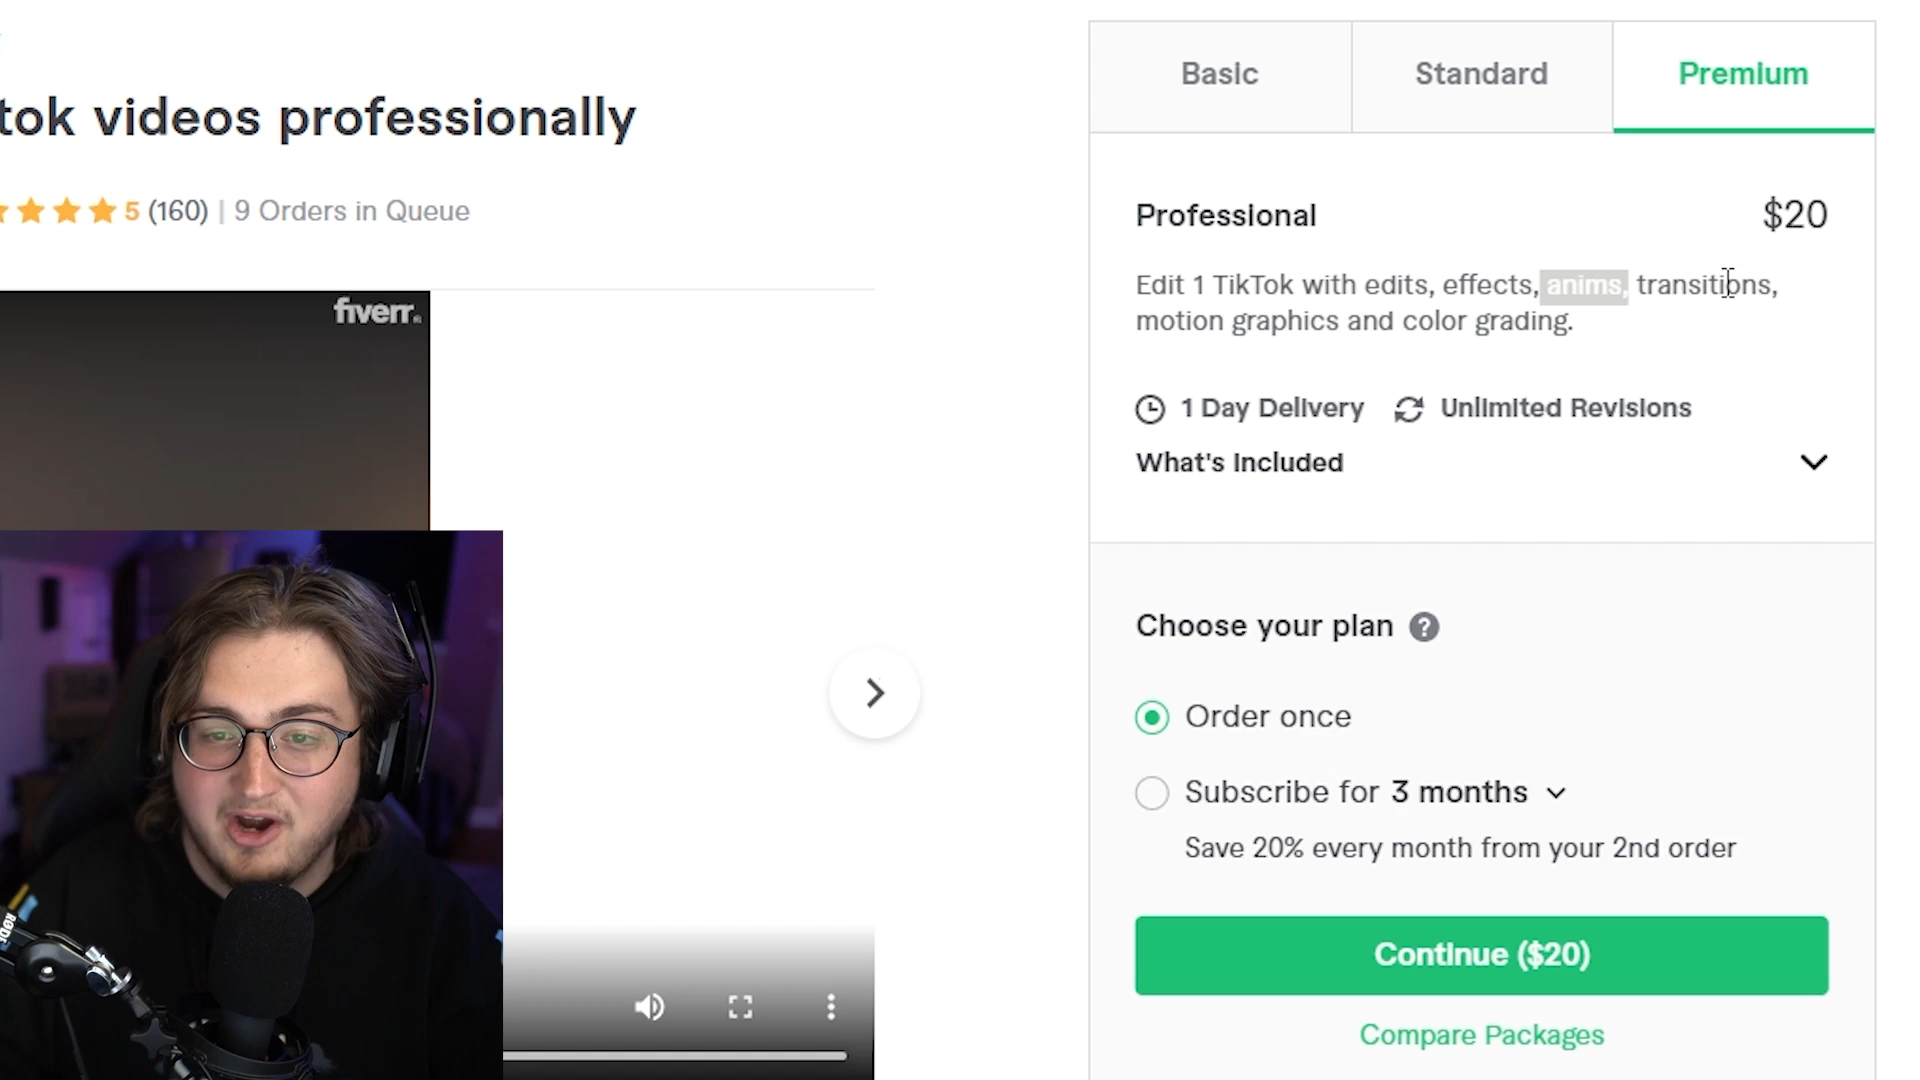 tok videos professionally
5 (160) | 9 Orders in Queue
fiverr.
RØDE
Basic
Standard
Premium
Professional
$20
Edit 1 TikTok with edits, effects, anims, transitions,
motion graphics and color grading.
1 Day Delivery
Unlimited Revisions
What's Included
Choose your plan ?
Order once
Subscribe for 3 months
Save 20% every month from your 2nd order
Continue ($20)
Compare Packages